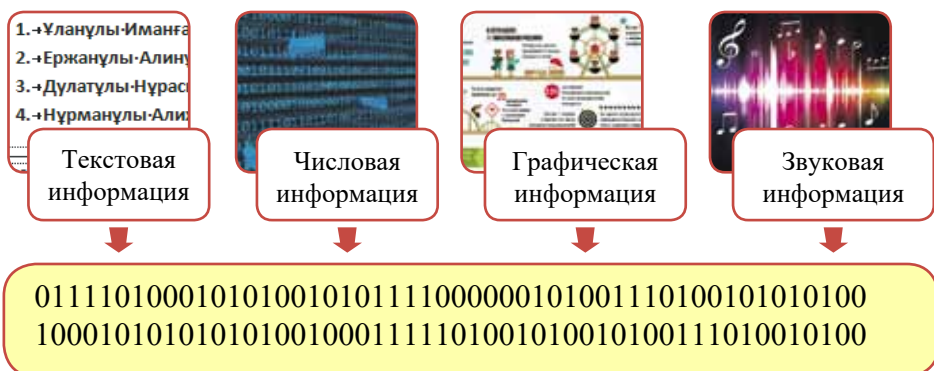 1.→Ұланұлы·Иманға
2.→Ержанұлы·Алину
3.→Дулатұлы·Нұрас
4.→Нұрманұлы·Али
Текстовая
информация
Числовая
информация
Графическая
информация
Звуковая
информация
0111101000101010010101111000000101001110100101010100
1000101010101010010001111101001010010100111010010100